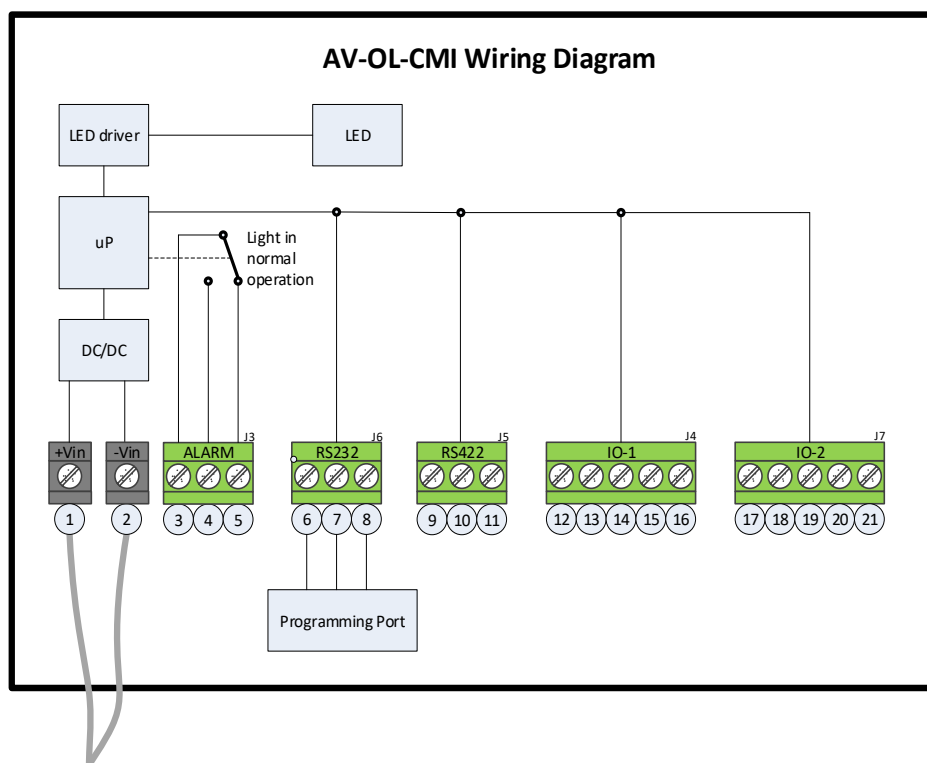 AV-OL-CMI Wiring Diagram
LED driver
LED
uP
Light in
normal
operation
DC/DC
+Vin
-Vin
J3
ALARM
J6
RS232
J5
RS422
J4
IO-1
J7
IO-2
1 2 3 4 5 6 7 8 9 10 11 12 13 14 15 16 17 18 19 20 21
Programming Port